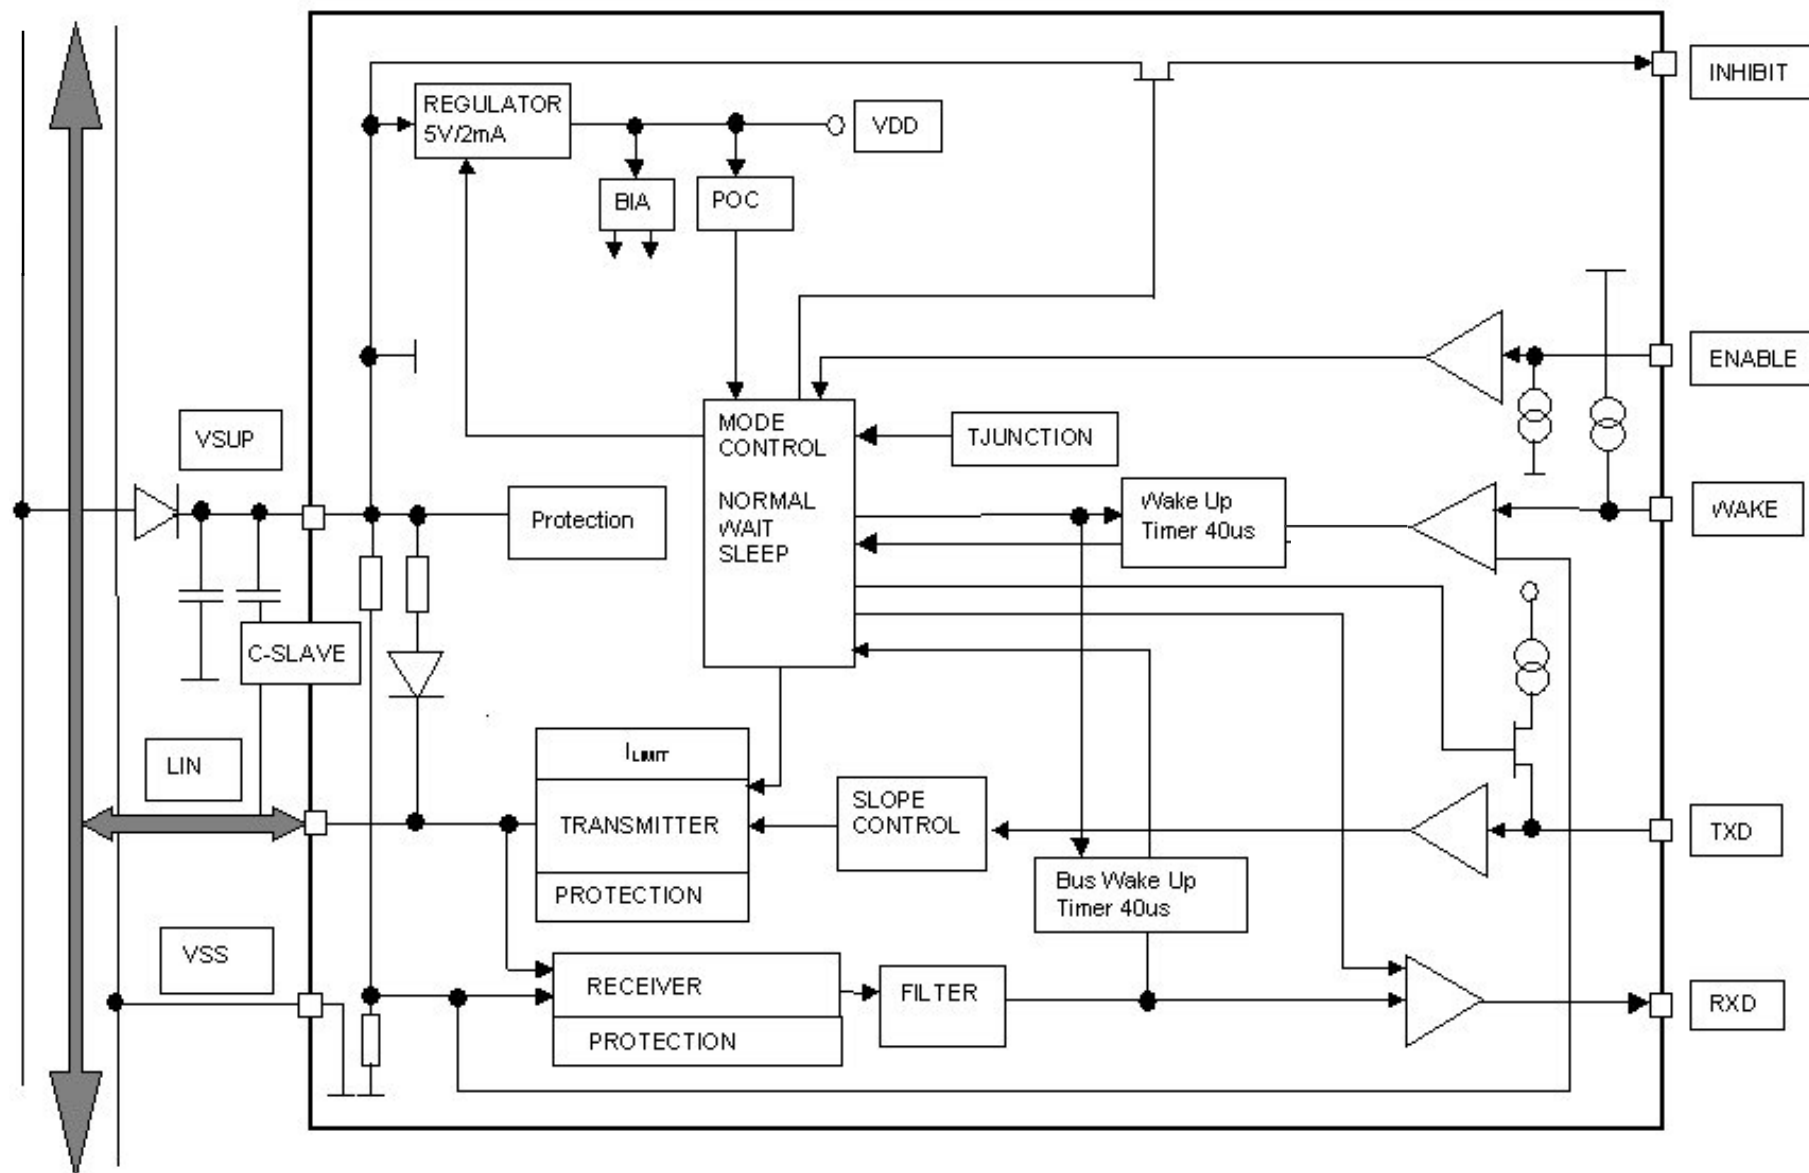 INHIBIT
REGULATOR
5V/2mA
VDD
BIA
POC
ENABLE
VSUP
MODE
CONTROL
TJUNCTION
NORMAL
WAIT
SLEEP
Wake Up
Timer 40us
WAKE
Protection
C-SLAVE
LIN
ILIMIT
TRANSMITTER
PROTECTION
SLOPE
CONTROL
TXD
Bus Wake Up
Timer 40us
VSS
RECEIVER
PROTECTION
FILTER
RXD